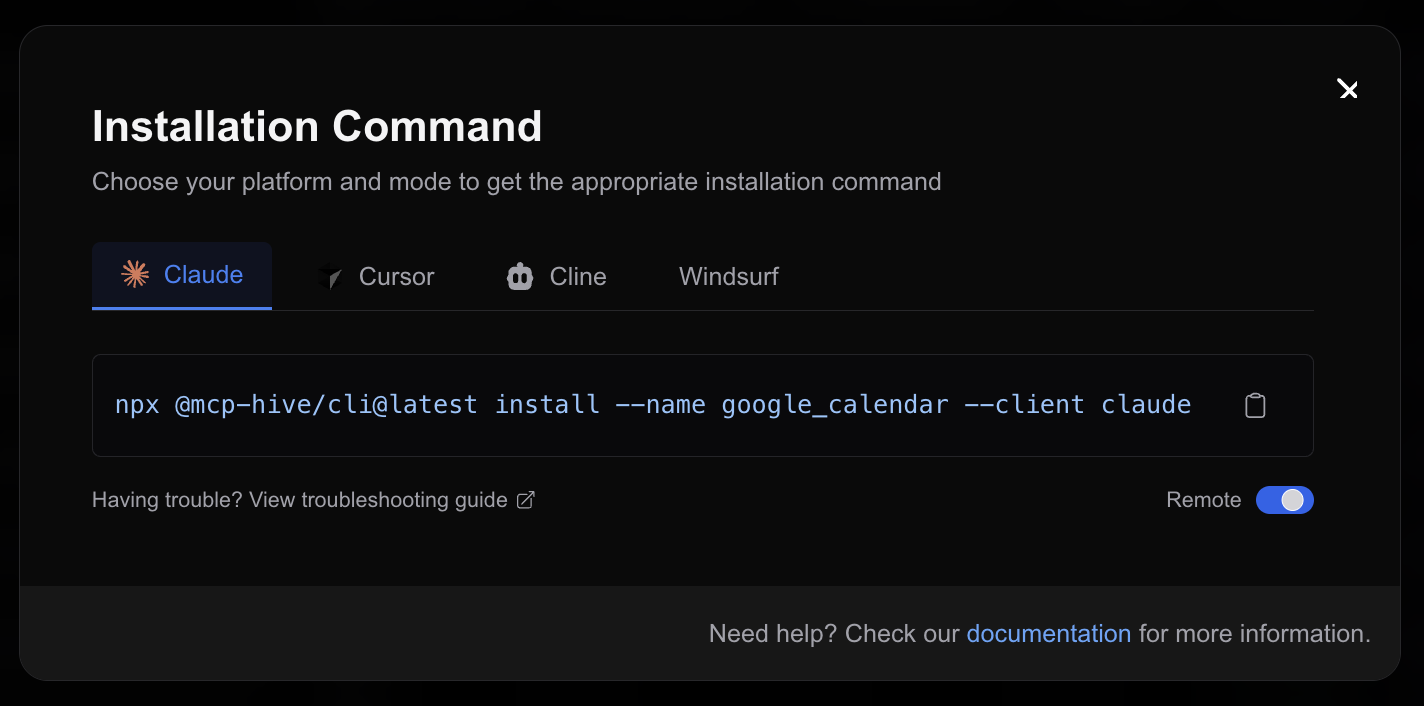 Installation Command
Choose your platform and mode to get the appropriate installation command
Claude Cursor Cline Windsurf
npx @mcp-hive/cli@latest install --name google_calendar --client claude
Having trouble? View troubleshooting guide Remote
Need help? Check our documentation for more information.